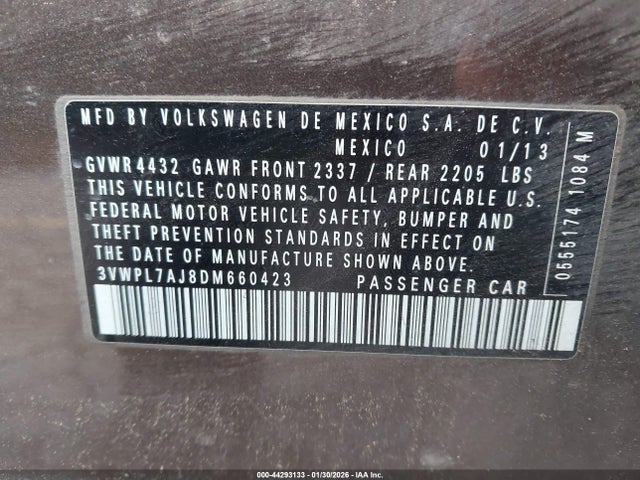 MFD BY VOLKSWAGEN DE MEXICO S.A. DE C.V.
MEXICO 01/13
GVWR4432 GAWR FRONT 2337 / REAR 2205 LBS
THIS VEHICLE CONFORMS TO ALL APPLICABLE U.S.
FEDERAL MOTOR VEHICLE SAFETY, BUMPER AND
THEFT PREVENTION STANDARDS IN EFFECT ON
THE DATE OF MANUFACTURE SHOWN ABOVE.
3VWPL7AJ8DM660423 PASSENGER CAR
0555174 1084 M
000-44293133 - 01/30/2026 - IAA Inc.